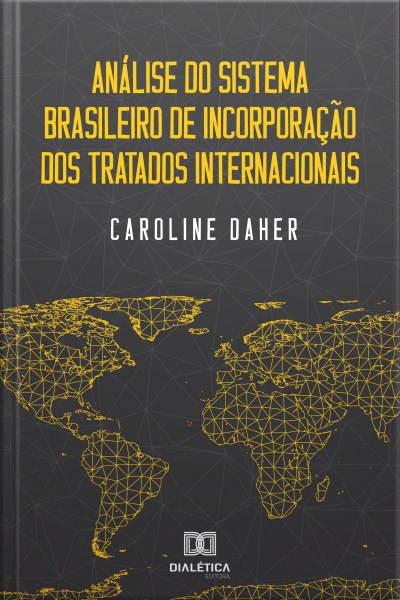 ANÁLISE DO SISTEMA
BRASILEIRO DE INCORPORAÇÃO
DOS TRATADOS INTERNACIONAIS
CAROLINE DAHER
DIALÉTICA
EDITORA